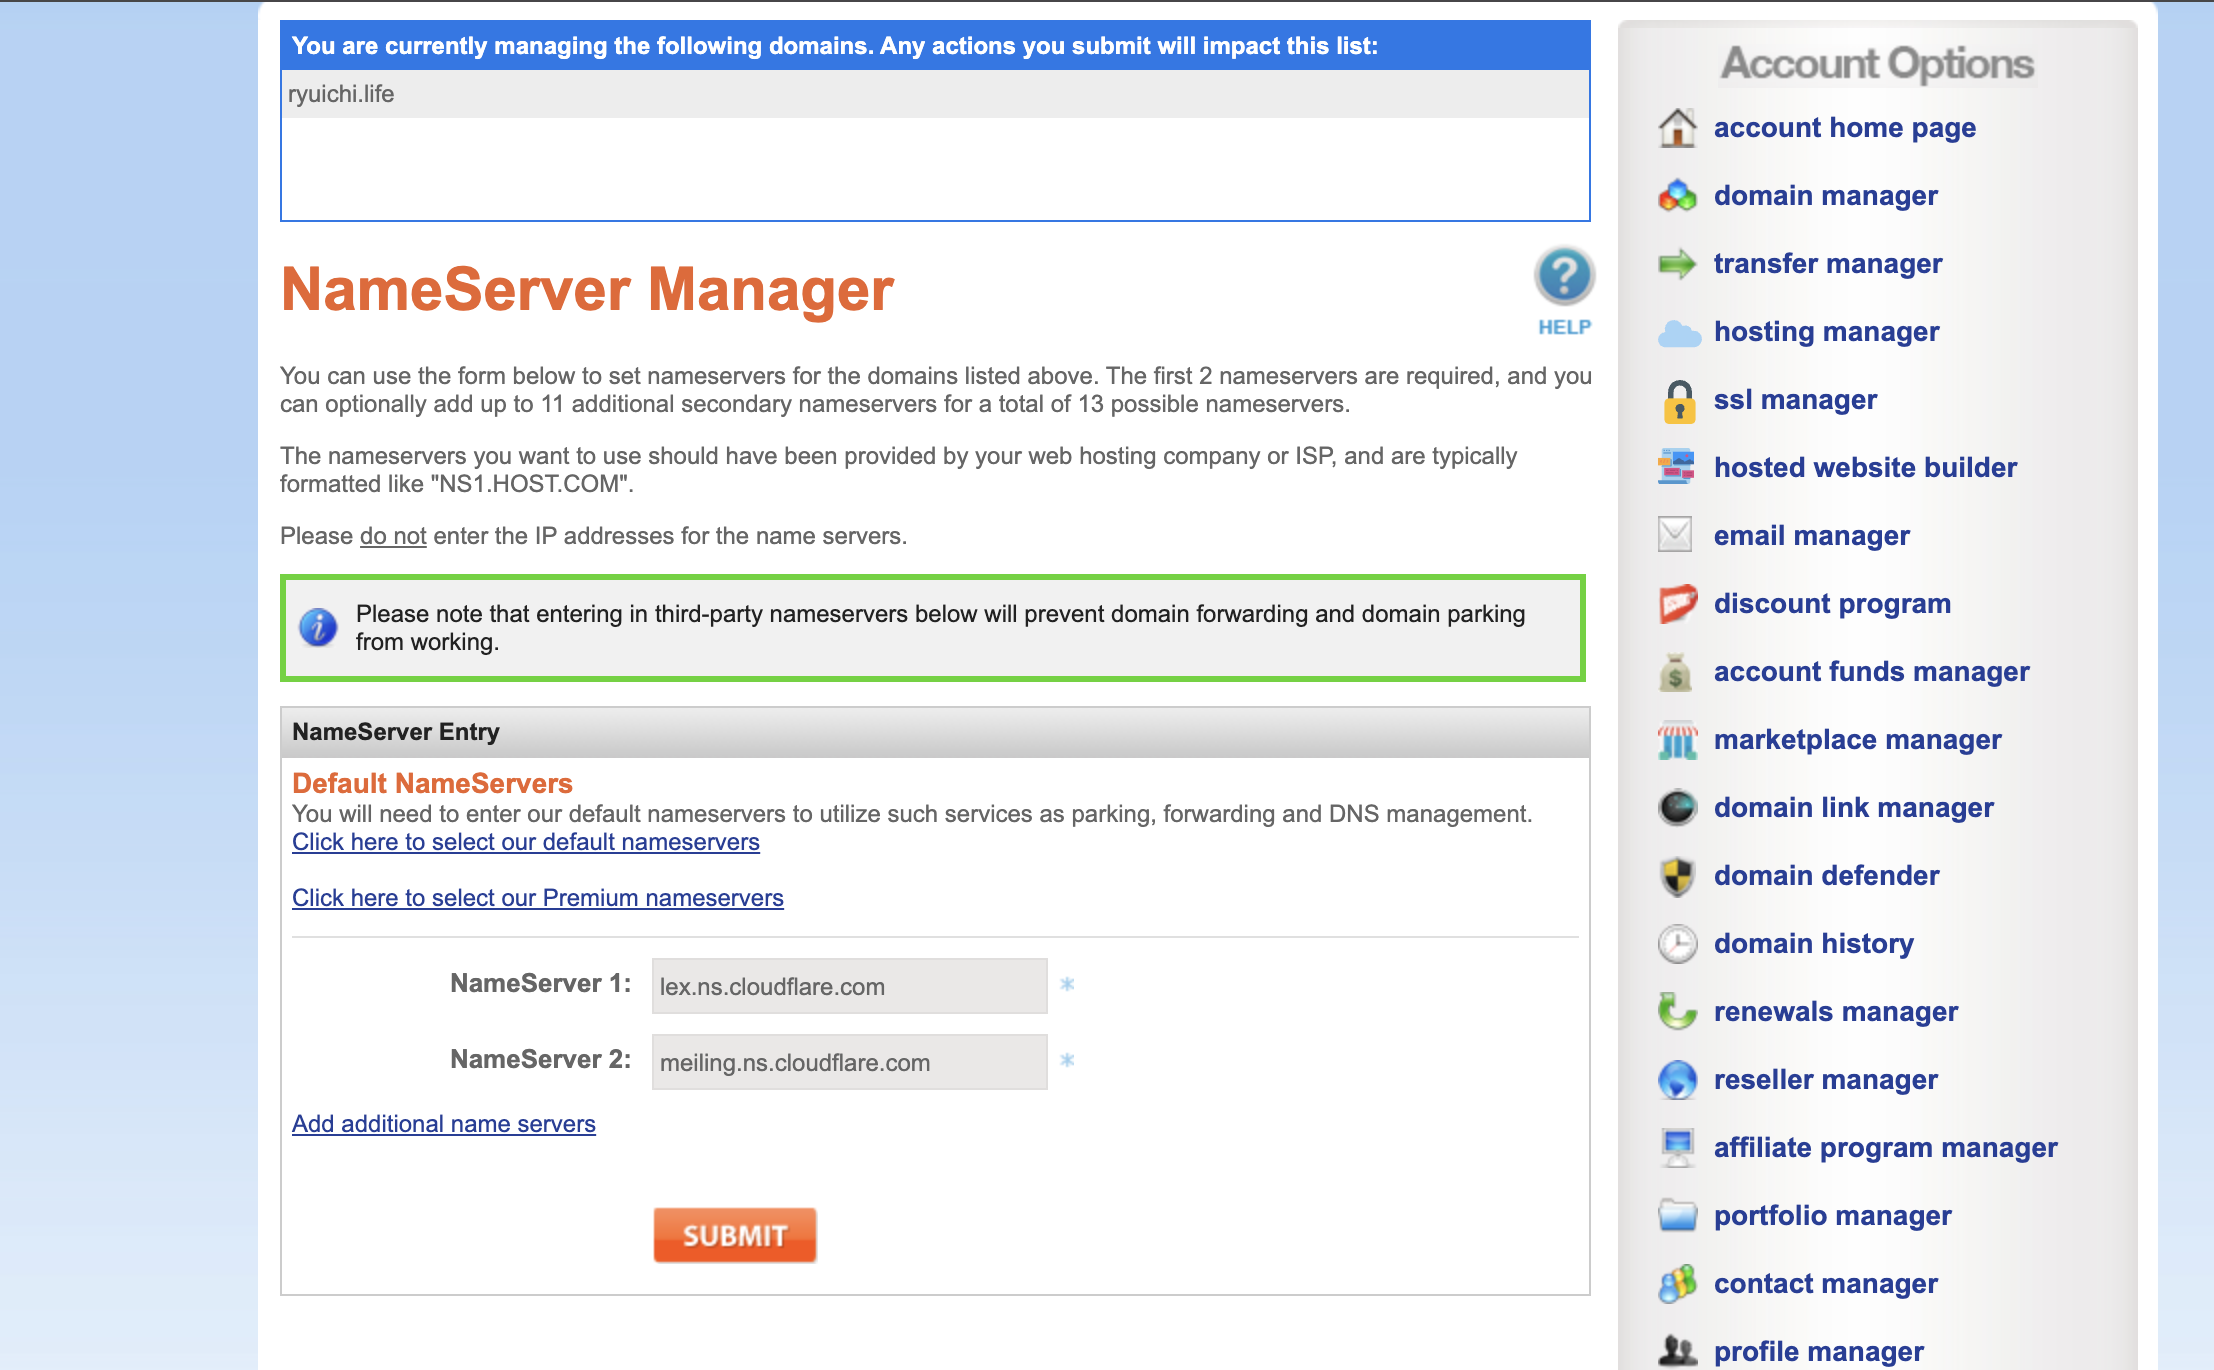 You are currently managing the following domains. Any actions you submit will impact this list:
ryuichi.life
NameServer Manager
HELP
You can use the form below to set nameservers for the domains listed above. The first 2 nameservers are required, and you
can optionally add up to 11 additional secondary nameservers for a total of 13 possible nameservers.
The nameservers you want to use should have been provided by your web hosting company or ISP, and are typically
formatted like "NS1.HOST.COM".
Please do not enter the IP addresses for the name servers.
Please note that entering in third-party nameservers below will prevent domain forwarding and domain parking
from working.
NameServer Entry
Default NameServers
You will need to enter our default nameservers to utilize such services as parking, forwarding and DNS management.
Click here to select our default nameservers
Click here to select our Premium nameservers
NameServer 1: lex.ns.cloudflare.com *
NameServer 2: meiling.ns.cloudflare.com *
Add additional name servers
SUBMIT
Account Options
account home page
domain manager
transfer manager
hosting manager
ssl manager
hosted website builder
email manager
discount program
account funds manager
marketplace manager
domain link manager
domain defender
domain history
renewals manager
reseller manager
affiliate program manager
portfolio manager
contact manager
profile manager